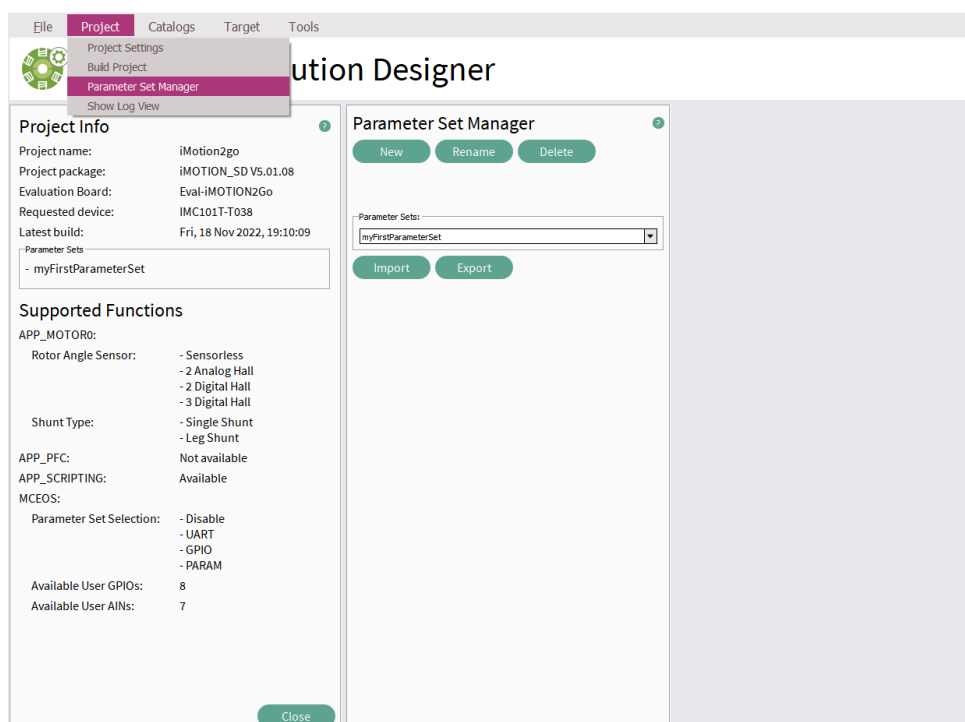 File Project Catalogs Target Tools
Project Settings
Build Project
Parameter Set Manager
Show Log View
ution Designer
Project Info ?
Project name: iMotion2go
Project package: iMOTION_SD V5.01.08
Evaluation Board: Eval-iMOTION2Go
Requested device: IMC101T-T038
Latest build: Fri, 18 Nov 2022, 19:10:09
Parameter Sets
- myFirstParameterSet
Supported Functions
APP_MOTOR0:
Rotor Angle Sensor: - Sensorless
- 2 Analog Hall
- 2 Digital Hall
- 3 Digital Hall
Shunt Type: - Single Shunt
- Leg Shunt
APP_PFC: Not available
APP_SCRIPTING: Available
MCEOS:
Parameter Set Selection: - Disable
- UART
- GPIO
- PARAM
Available User GPIOs: 8
Available User AINs: 7
Close
Parameter Set Manager ?
New Rename Delete
Parameter Sets:
myFirstParameterSet
Import Export